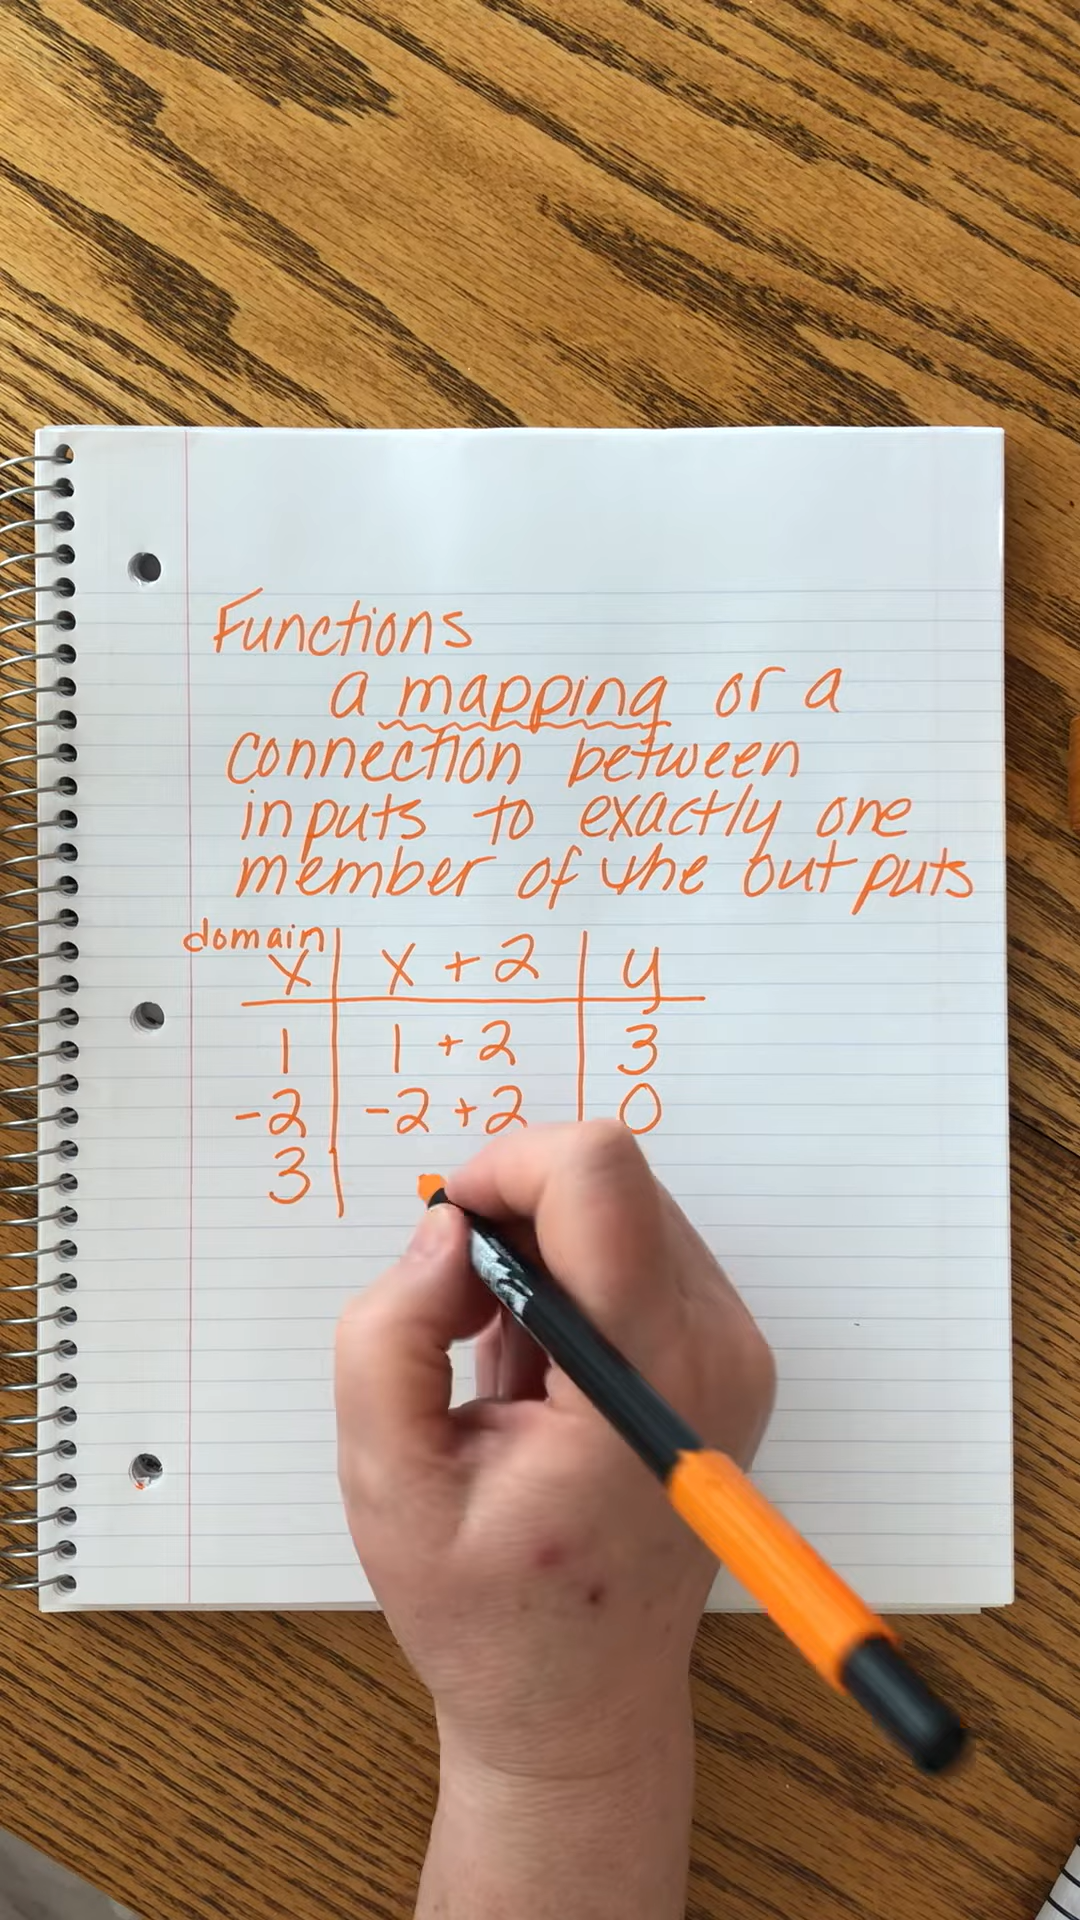 Functions
a mapping or a
connection between
inputs to exactly one
member of the outputs
domain
x | x + 2 | y
1 | 1 + 2 | 3
-2 | -2 + 2 | 0
3